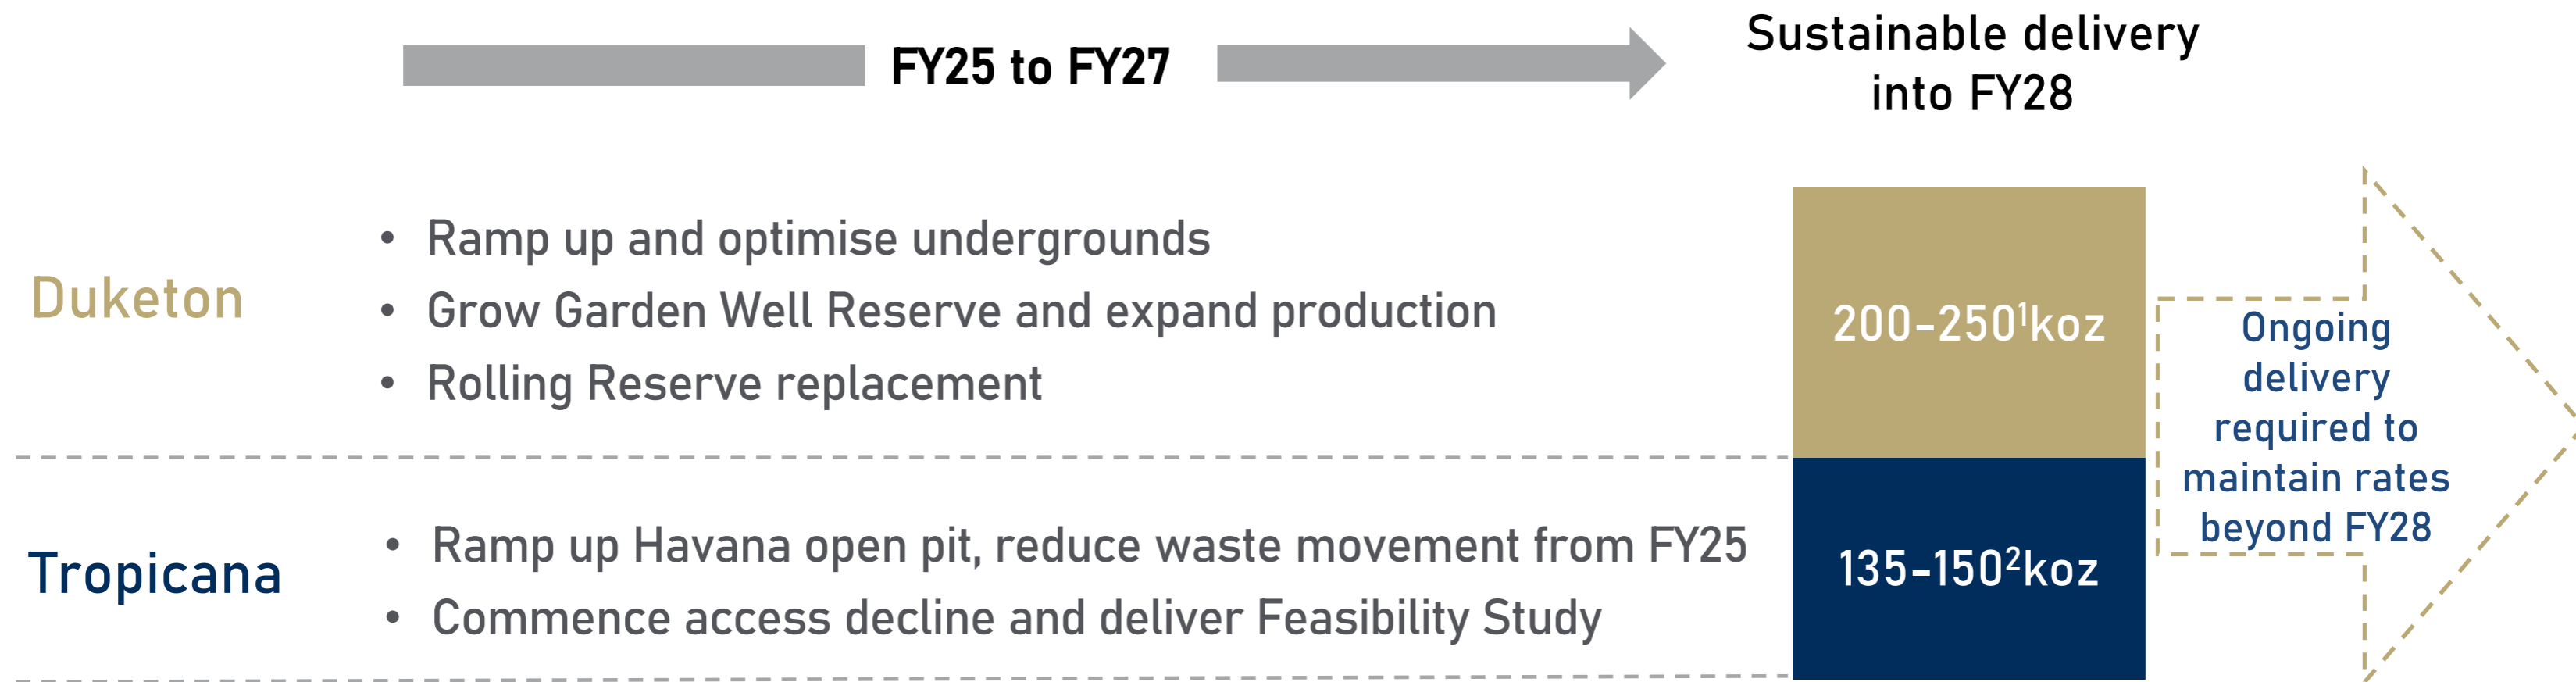 FY25 to FY27
Sustainable delivery
into FY28
Duketon
• Ramp up and optimise undergrounds
• Grow Garden Well Reserve and expand production
• Rolling Reserve replacement
200-250¹koz
Tropicana
• Ramp up Havana open pit, reduce waste movement from FY25
• Commence access decline and deliver Feasibility Study
135-150²koz
Ongoing
delivery
required to
maintain rates
beyond FY28